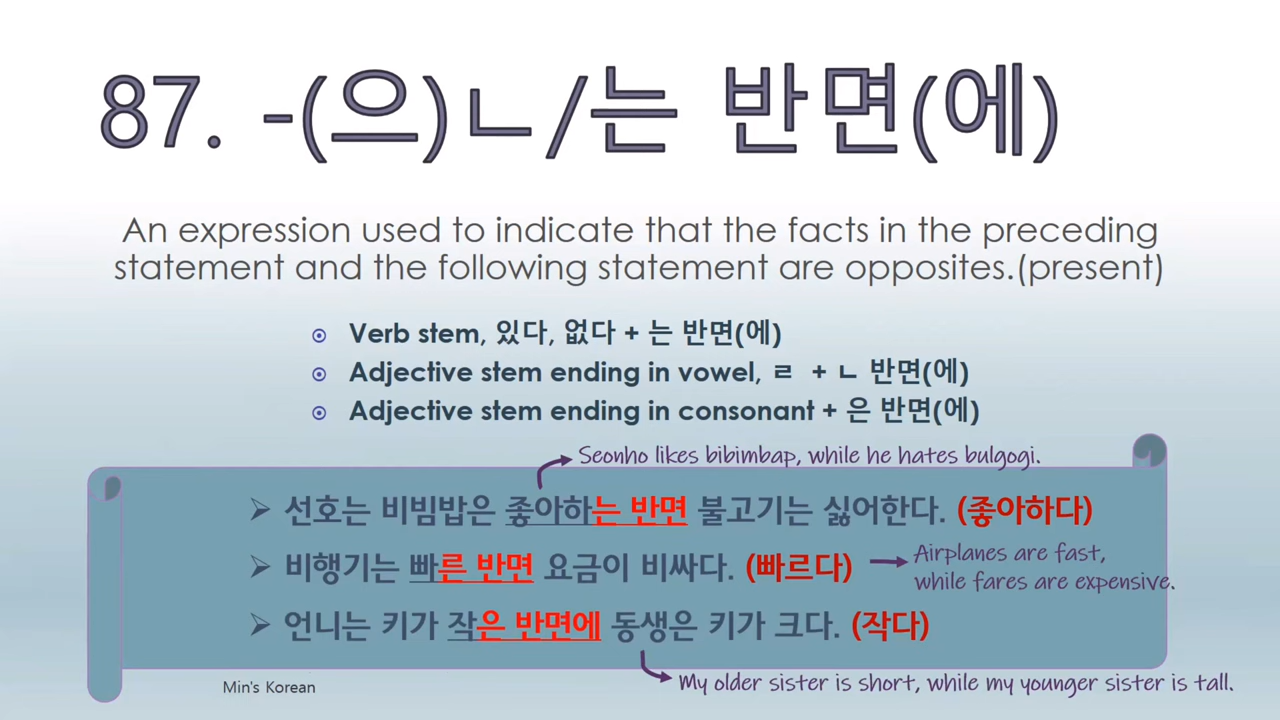 87. -(으)ㄴ/는 반면(에)
An expression used to indicate that the facts in the preceding
statement and the following statement are opposites.(present)
Verb stem, 있다, 없다 + 는 반면(에)
Adjective stem ending in vowel, ㄹ + ㄴ 반면(에)
Adjective stem ending in consonant + 은 반면(에)
Seonho likes bibimbap, while he hates bulgogi.
선호는 비빔밥은 좋아하는 반면 불고기는 싫어한다. (좋아하다)
비행기는 빠른 반면 요금이 비싸다. (빠르다)
Airplanes are fast,
while fares are expensive.
언니는 키가 작은 반면에 동생은 키가 크다. (작다)
My older sister is short, while my younger sister is tall.
Min's Korean